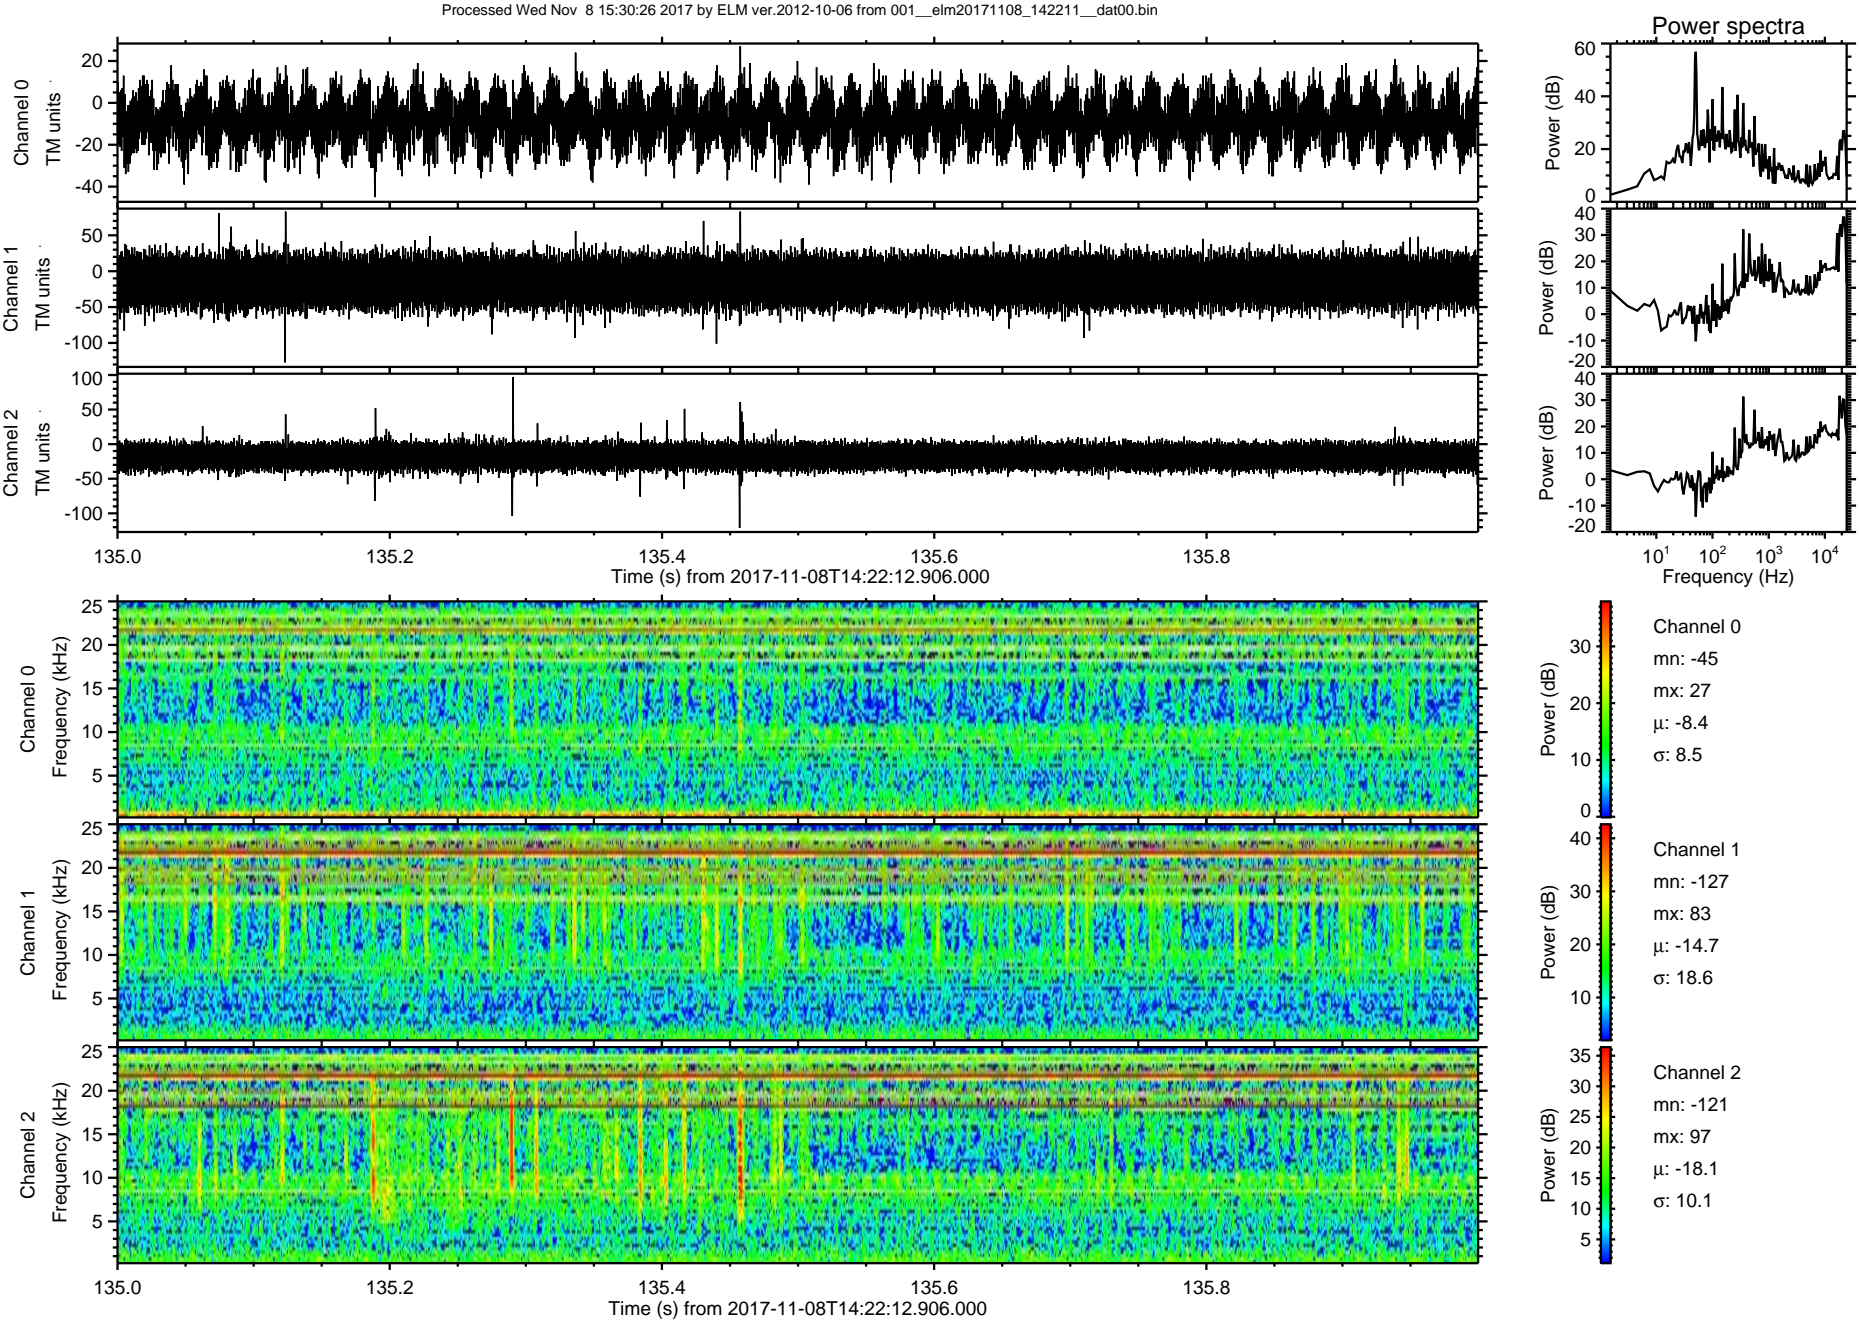 Processed Wed Nov 8 15:30:26 2017 by ELM ver.2012-10-06 from 001__elm20171108_142211__dat00.bin
Power spectra
Channel 0
TM units
20
0
-20
-40
Power (dB)
60
40
20
0
Channel 1
TM units
50
0
-50
-100
Power (dB)
40
30
20
10
0
-10
-20
Channel 2
TM units
100
50
0
-50
-100
Power (dB)
40
30
20
10
0
-10
-20
135.0 135.2 135.4 135.6 135.8
Time (s) from 2017-11-08T14:22:12.906.000
10¹ 10² 10³ 10⁴
Frequency (Hz)
Channel 0
Frequency (kHz)
25
20
15
10
5
Power (dB)
30
20
10
0
Channel 0
mn: -45
mx: 27
μ: -8.4
σ: 8.5
Channel 1
Frequency (kHz)
25
20
15
10
5
Power (dB)
40
30
20
10
Channel 1
mn: -127
mx: 83
μ: -14.7
σ: 18.6
Channel 2
Frequency (kHz)
25
20
15
10
5
Power (dB)
35
30
25
20
15
10
5
Channel 2
mn: -121
mx: 97
μ: -18.1
σ: 10.1
135.0 135.2 135.4 135.6 135.8
Time (s) from 2017-11-08T14:22:12.906.000